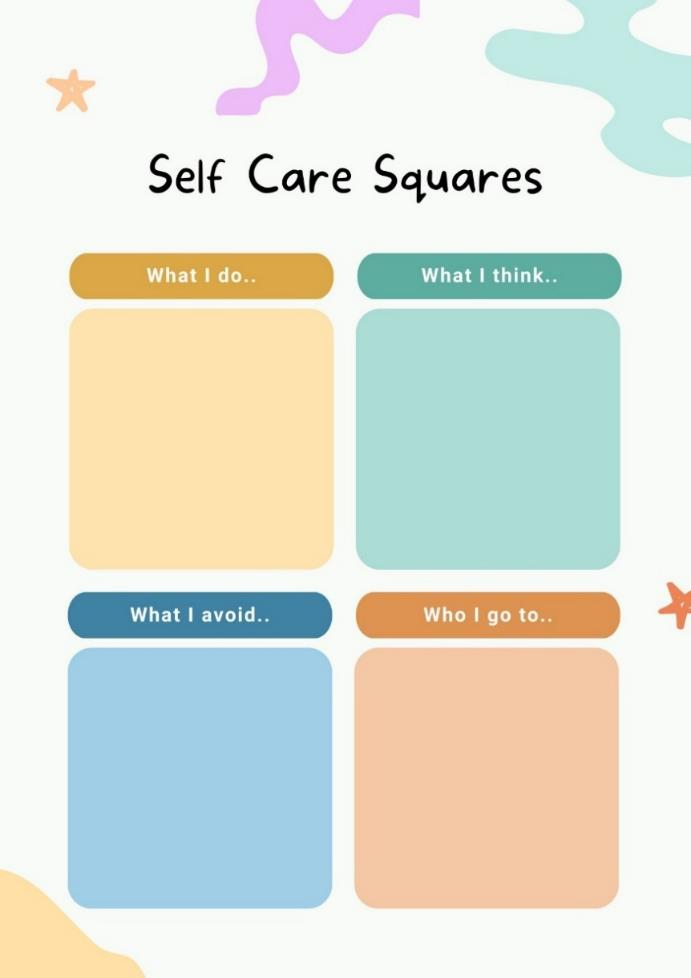 Self Care Squares
What I do..
What I think..
What I avoid..
Who I go to..